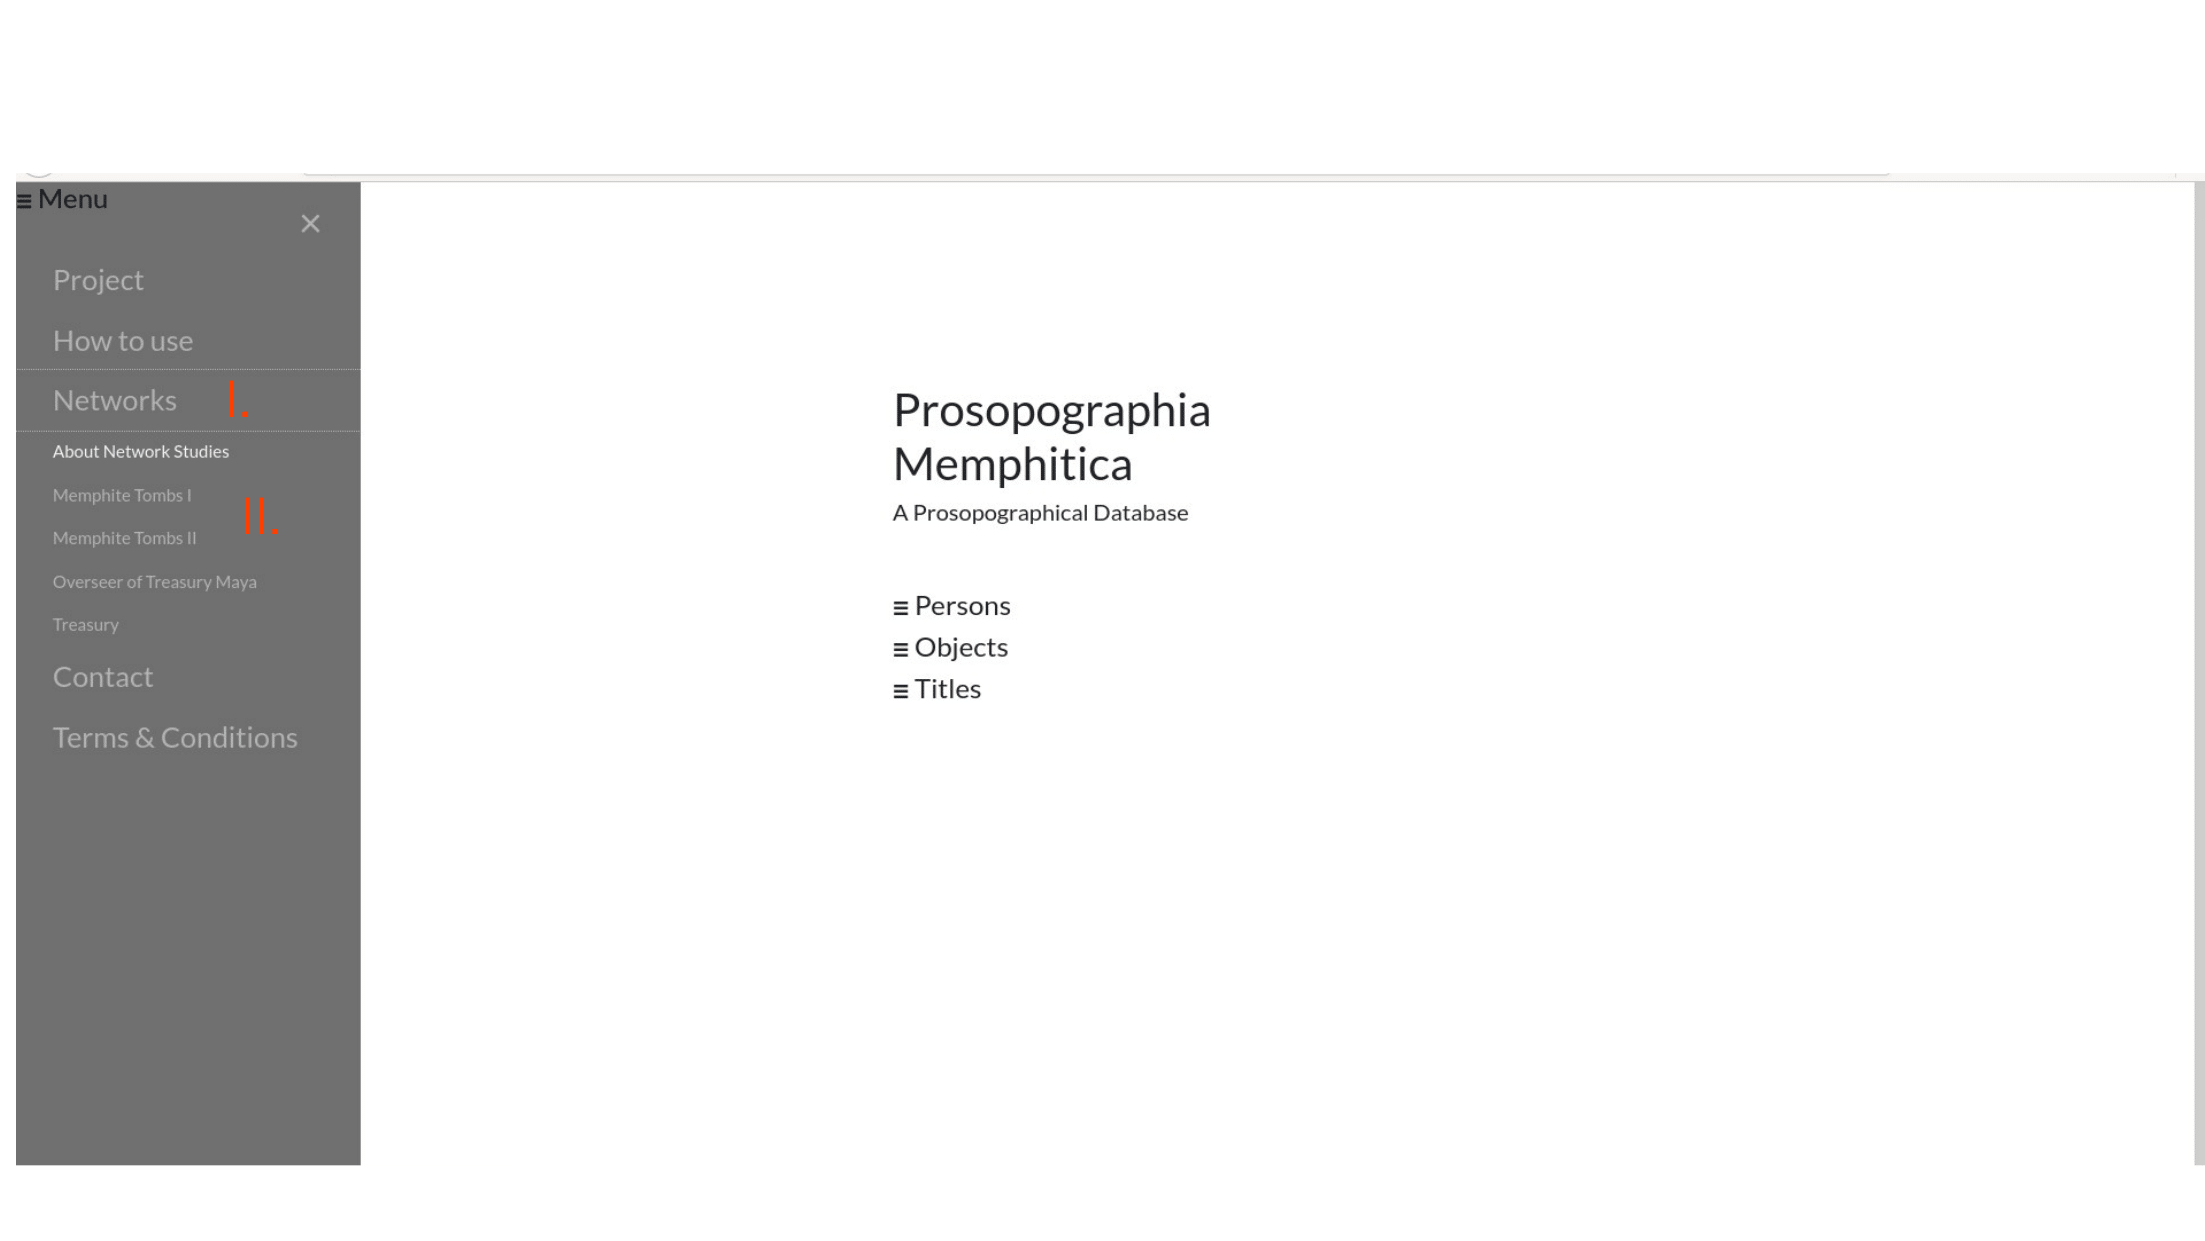 ≡ Menu
×
Project
How to use
Networks I.
About Network Studies
Memphite Tombs I
II.
Memphite Tombs II
Overseer of Treasury Maya
Treasury
Contact
Terms & Conditions
Prosopographia
Memphitica
A Prosopographical Database
≡ Persons
≡ Objects
≡ Titles